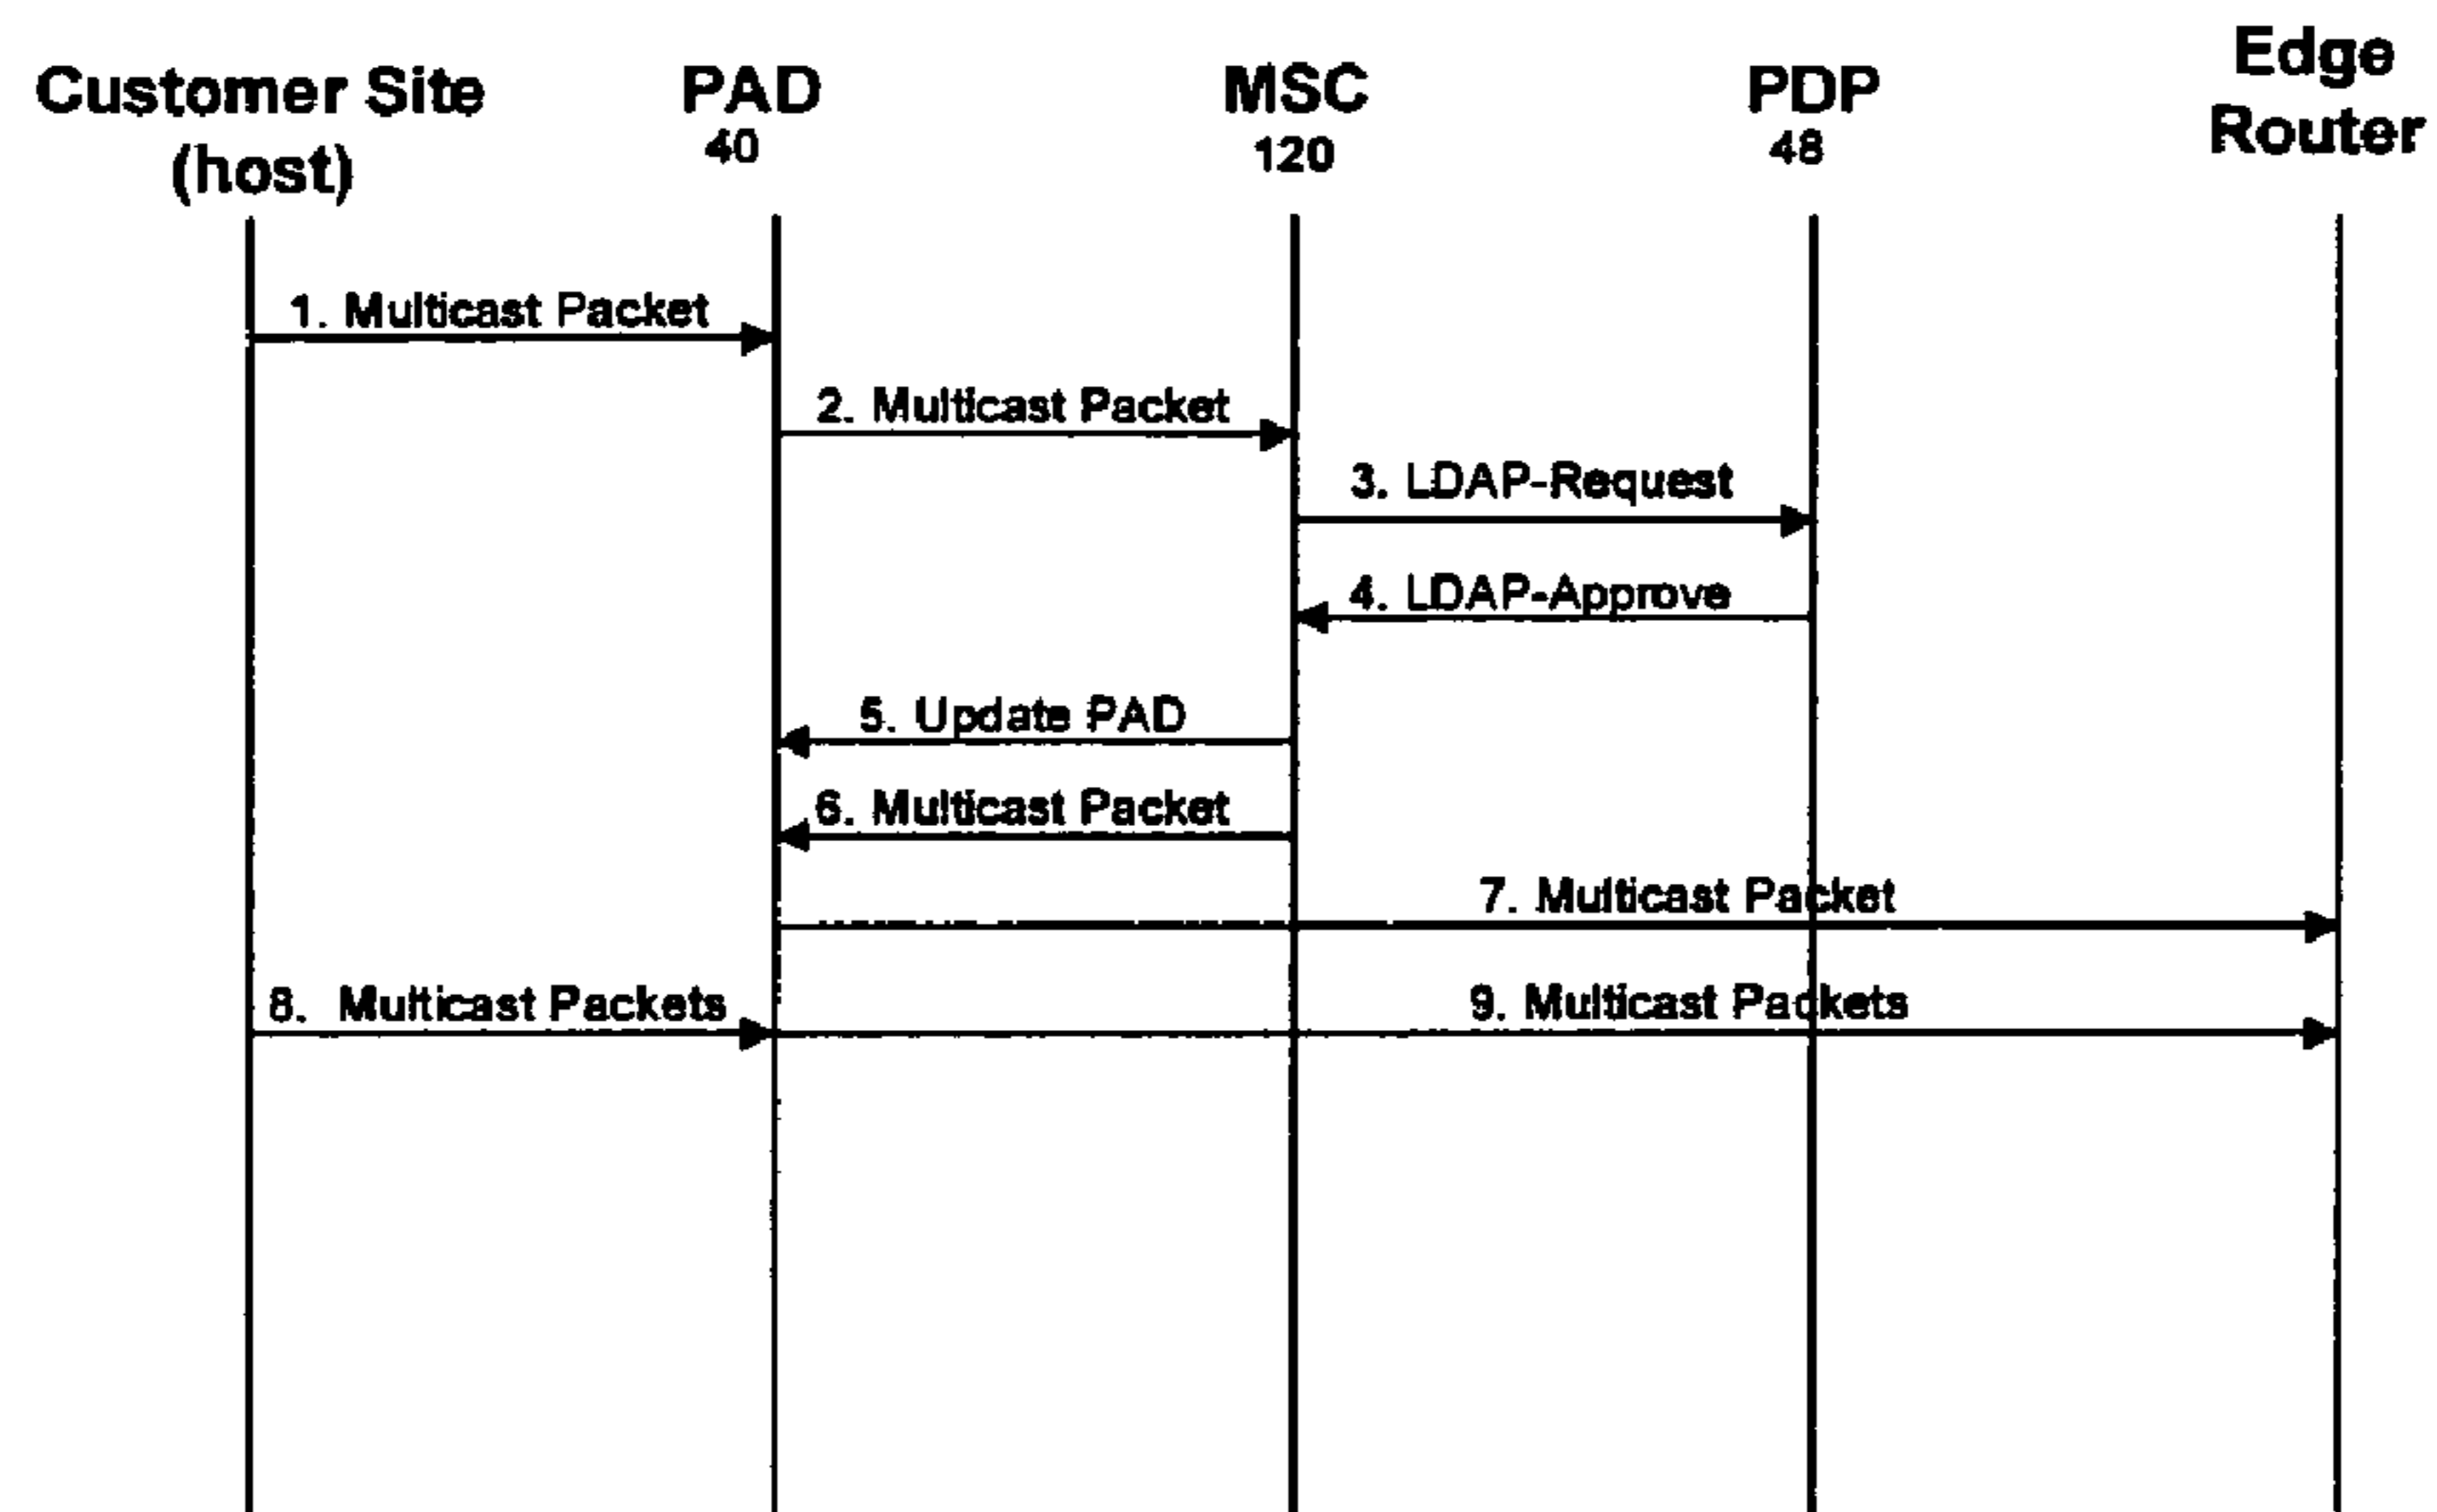 Customer Site
(host)
PAD
40
MSC
120
PDP
48
Edge
Router
1. Multicast Packet
2. Multicast Packet
3. LDAP-Request
4. LDAP-Approve
5. Update PAD
6. Multicast Packet
7. Multicast Packet
8. Multicast Packets
9. Multicast Packets